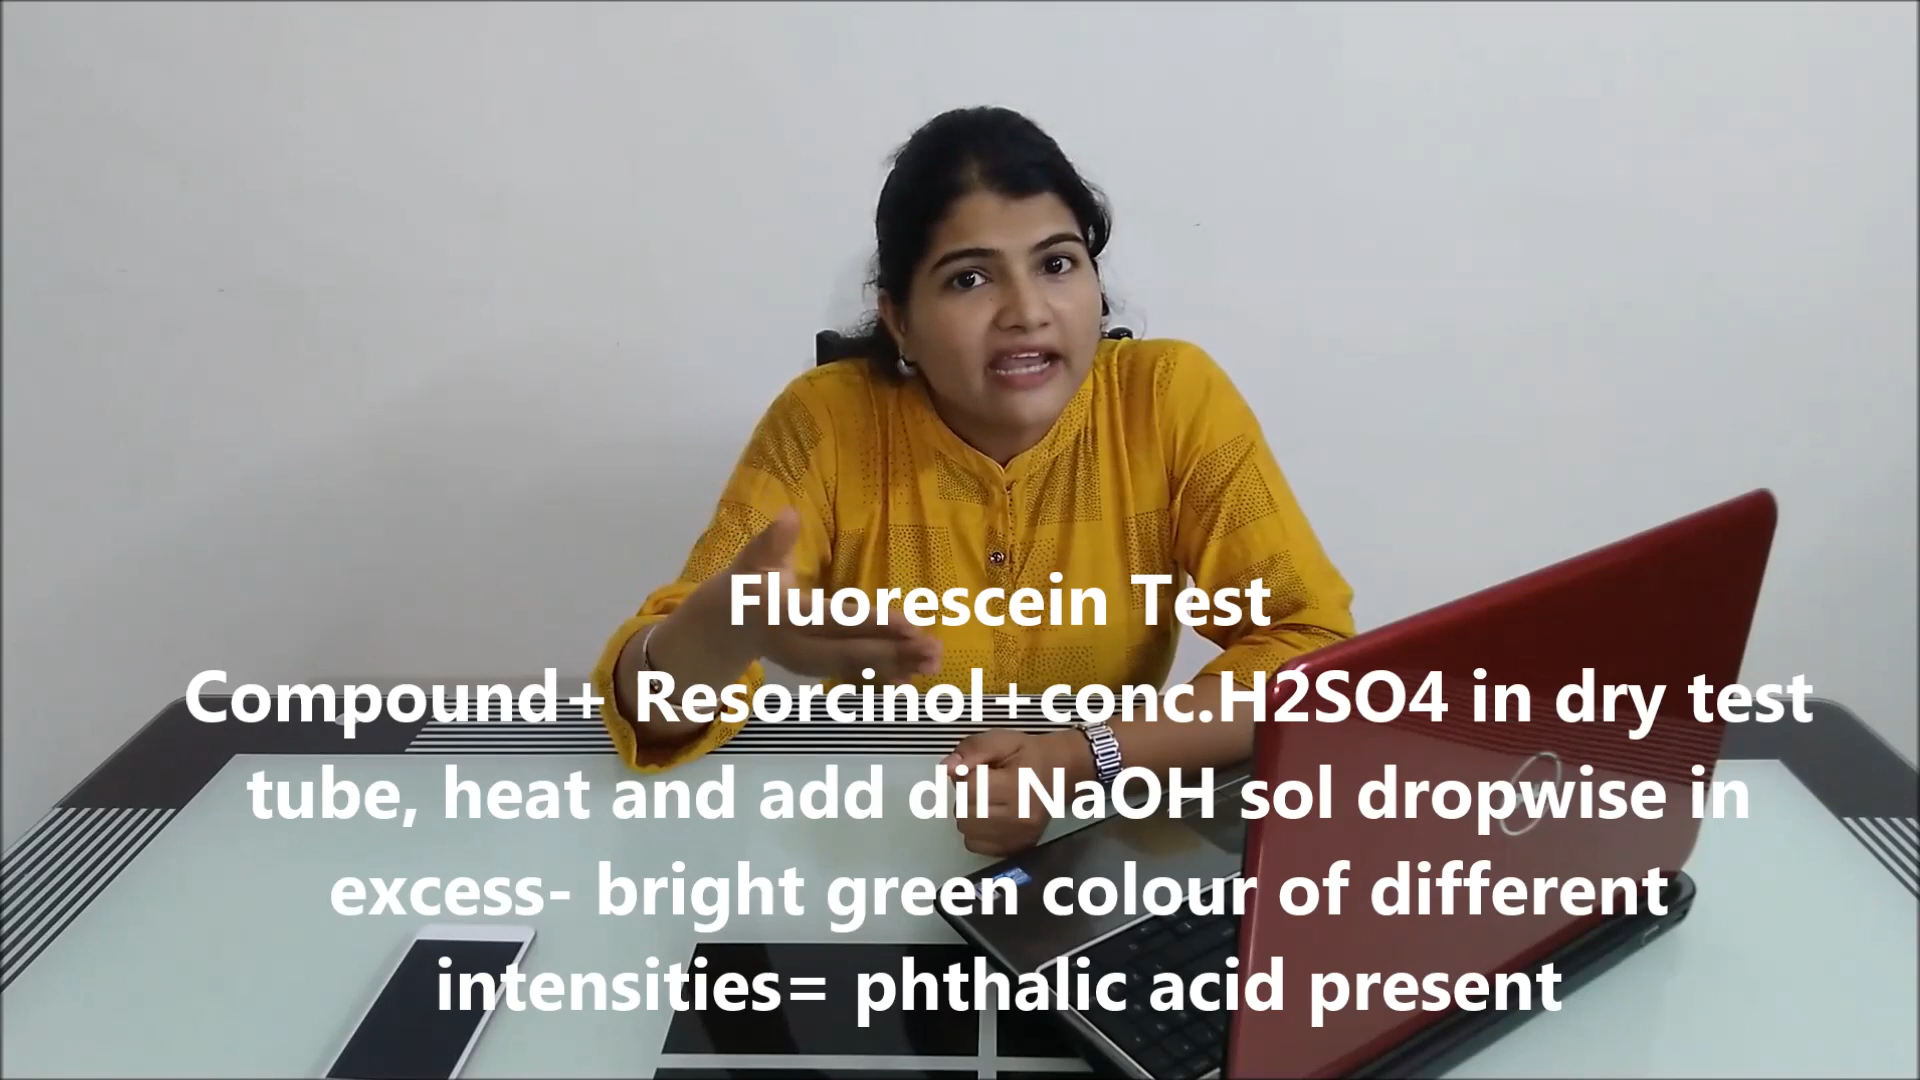 Fluorescein Test
Compound+ Resorcinol+conc.H2SO4 in dry test
tube, heat and add dil NaOH sol dropwise in
excess- bright green colour of different
intensities= phthalic acid present